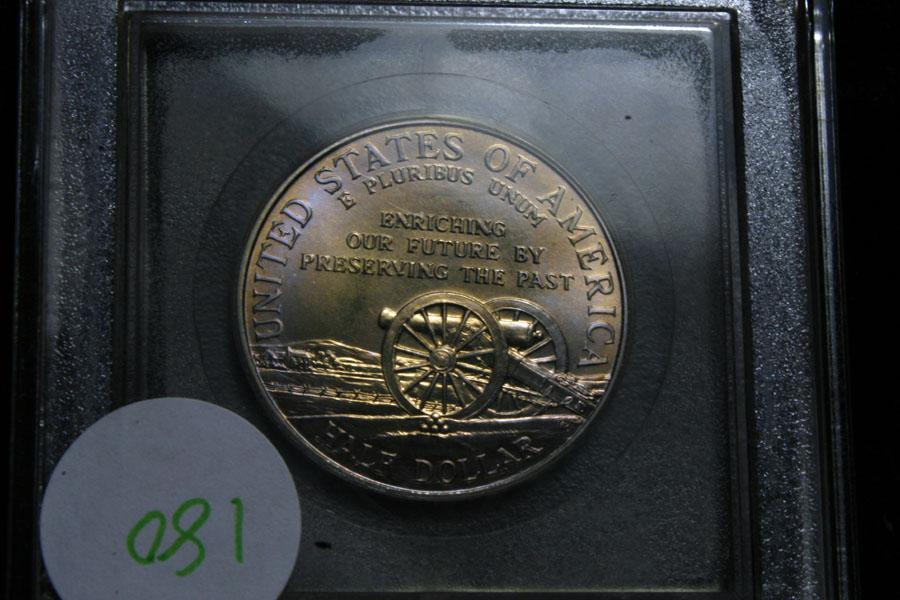 UNITED STATES OF AMERICA
E PLURIBUS UNUM
ENRICHING
OUR FUTURE BY
PRESERVING THE PAST
HALF DOLLAR
081